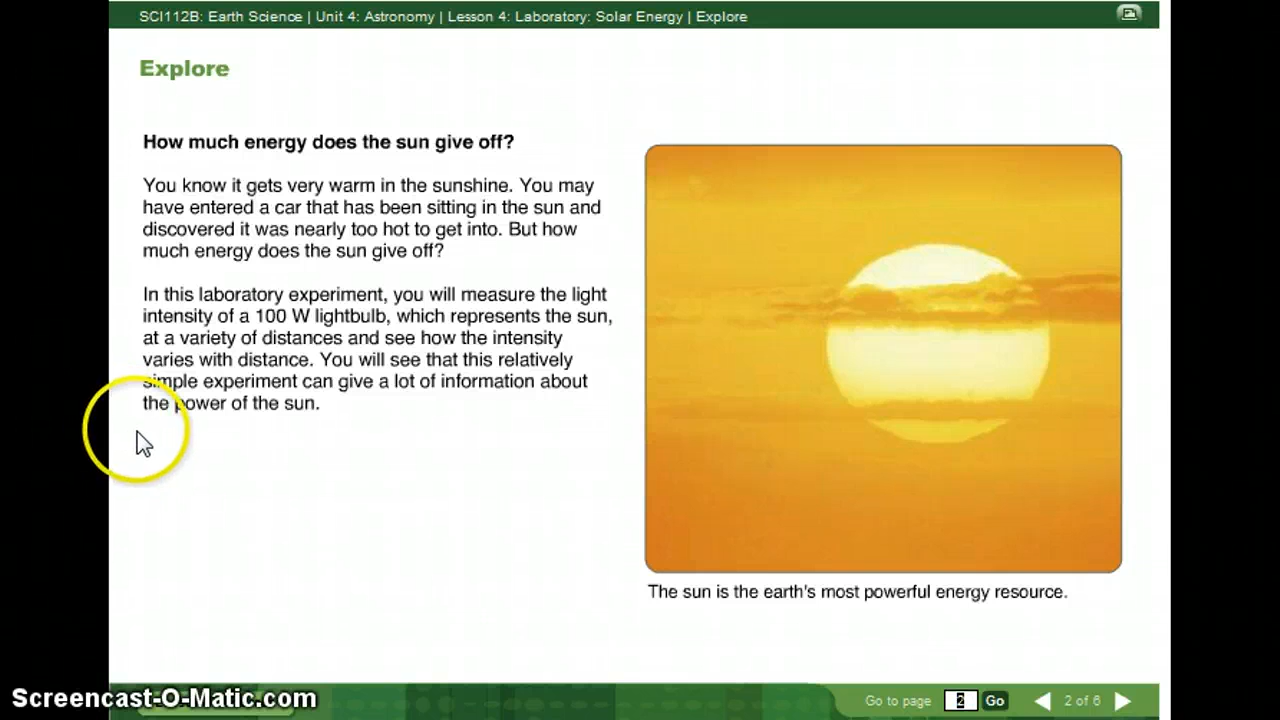 SCI112B: Earth Science | Unit 4: Astronomy | Lesson 4: Laboratory: Solar Energy | Explore
Explore
How much energy does the sun give off?
You know it gets very warm in the sunshine. You may
have entered a car that has been sitting in the sun and
discovered it was nearly too hot to get into. But how
much energy does the sun give off?
In this laboratory experiment, you will measure the light
intensity of a 100 W lightbulb, which represents the sun,
at a variety of distances and see how the intensity
varies with distance. You will see that this relatively
simple experiment can give a lot of information about
the power of the sun.
The sun is the earth's most powerful energy resource.
Screencast-O-Matic.com
Go to page 2 Go 2 of 6